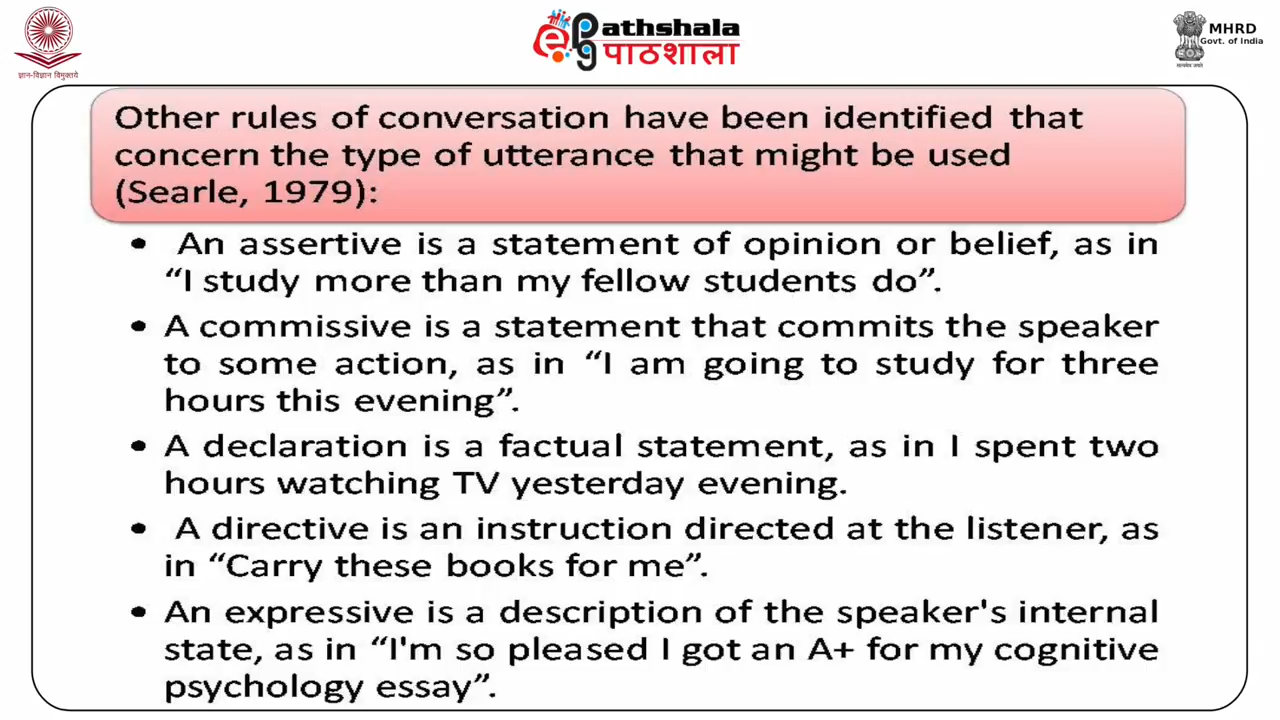 ज्ञान-विज्ञान विमुक्तये
epg athshala
पाठशाला
MHRD
Govt. of India
सत्यमेव जयते
Other rules of conversation have been identified that
concern the type of utterance that might be used
(Searle, 1979):
• An assertive is a statement of opinion or belief, as in
“I study more than my fellow students do”.
• A commissive is a statement that commits the speaker
to some action, as in “I am going to study for three
hours this evening”.
• A declaration is a factual statement, as in I spent two
hours watching TV yesterday evening.
• A directive is an instruction directed at the listener, as
in “Carry these books for me”.
• An expressive is a description of the speaker's internal
state, as in “I'm so pleased I got an A+ for my cognitive
psychology essay”.